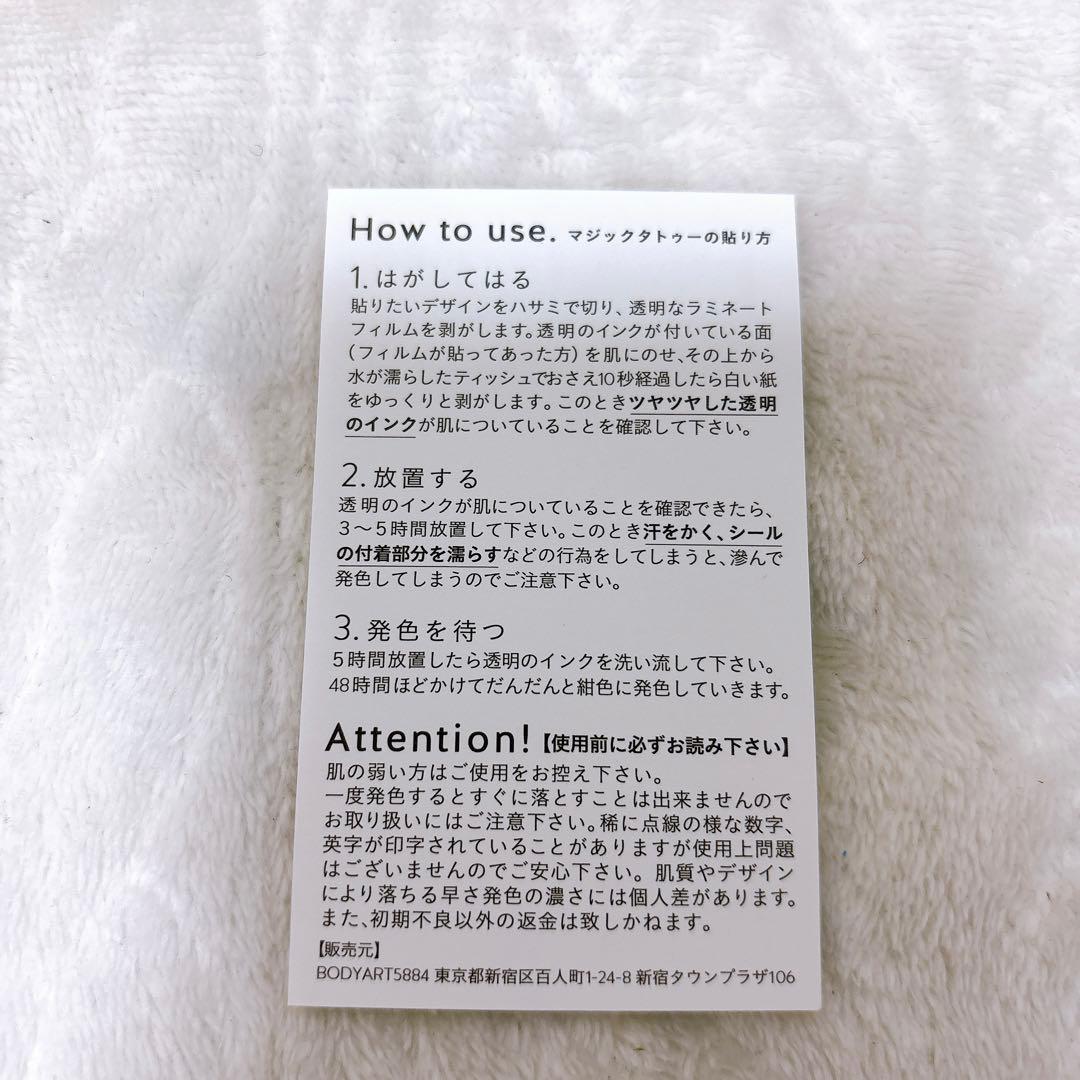 How to use. マジックタトゥーの貼り方
1. はがしてはる
貼りたいデザインをハサミで切り、透明なラミネート
フィルムを剥がします。透明のインクが付いている面
(フィルムが貼ってあった方)を肌にのせ、その上から
水が濡らしたティッシュでおさえ10秒経過したら白い紙
をゆっくりと剥がします。このときツヤツヤした透明
のインクが肌についていることを確認して下さい。
2. 放置する
透明のインクが肌についていることを確認できたら、
3〜5時間放置して下さい。このとき汗をかく、シール
の付着部分を濡らすなどの行為をしてしまうと、滲んで
発色してしまうのでご注意下さい。
3. 発色を待つ
5時間放置したら透明のインクを洗い流して下さい。
48時間ほどかけてだんだんと紺色に発色していきます。
Attention!【使用前に必ずお読み下さい】
肌の弱い方はご使用をお控え下さい。
一度発色するとすぐに落とすことは出来ませんので
お取り扱いにはご注意下さい。稀に点線の様な数字、
英字が印字されていることがありますが使用上問題
はございませんのでご安心下さい。肌質やデザイン
により落ちる早さ発色の濃さには個人差があります。
また、初期不良以外の返金は致しかねます。
【販売元】
BODYART5884 東京都新宿区百人町1-24-8 新宿タウンプラザ106